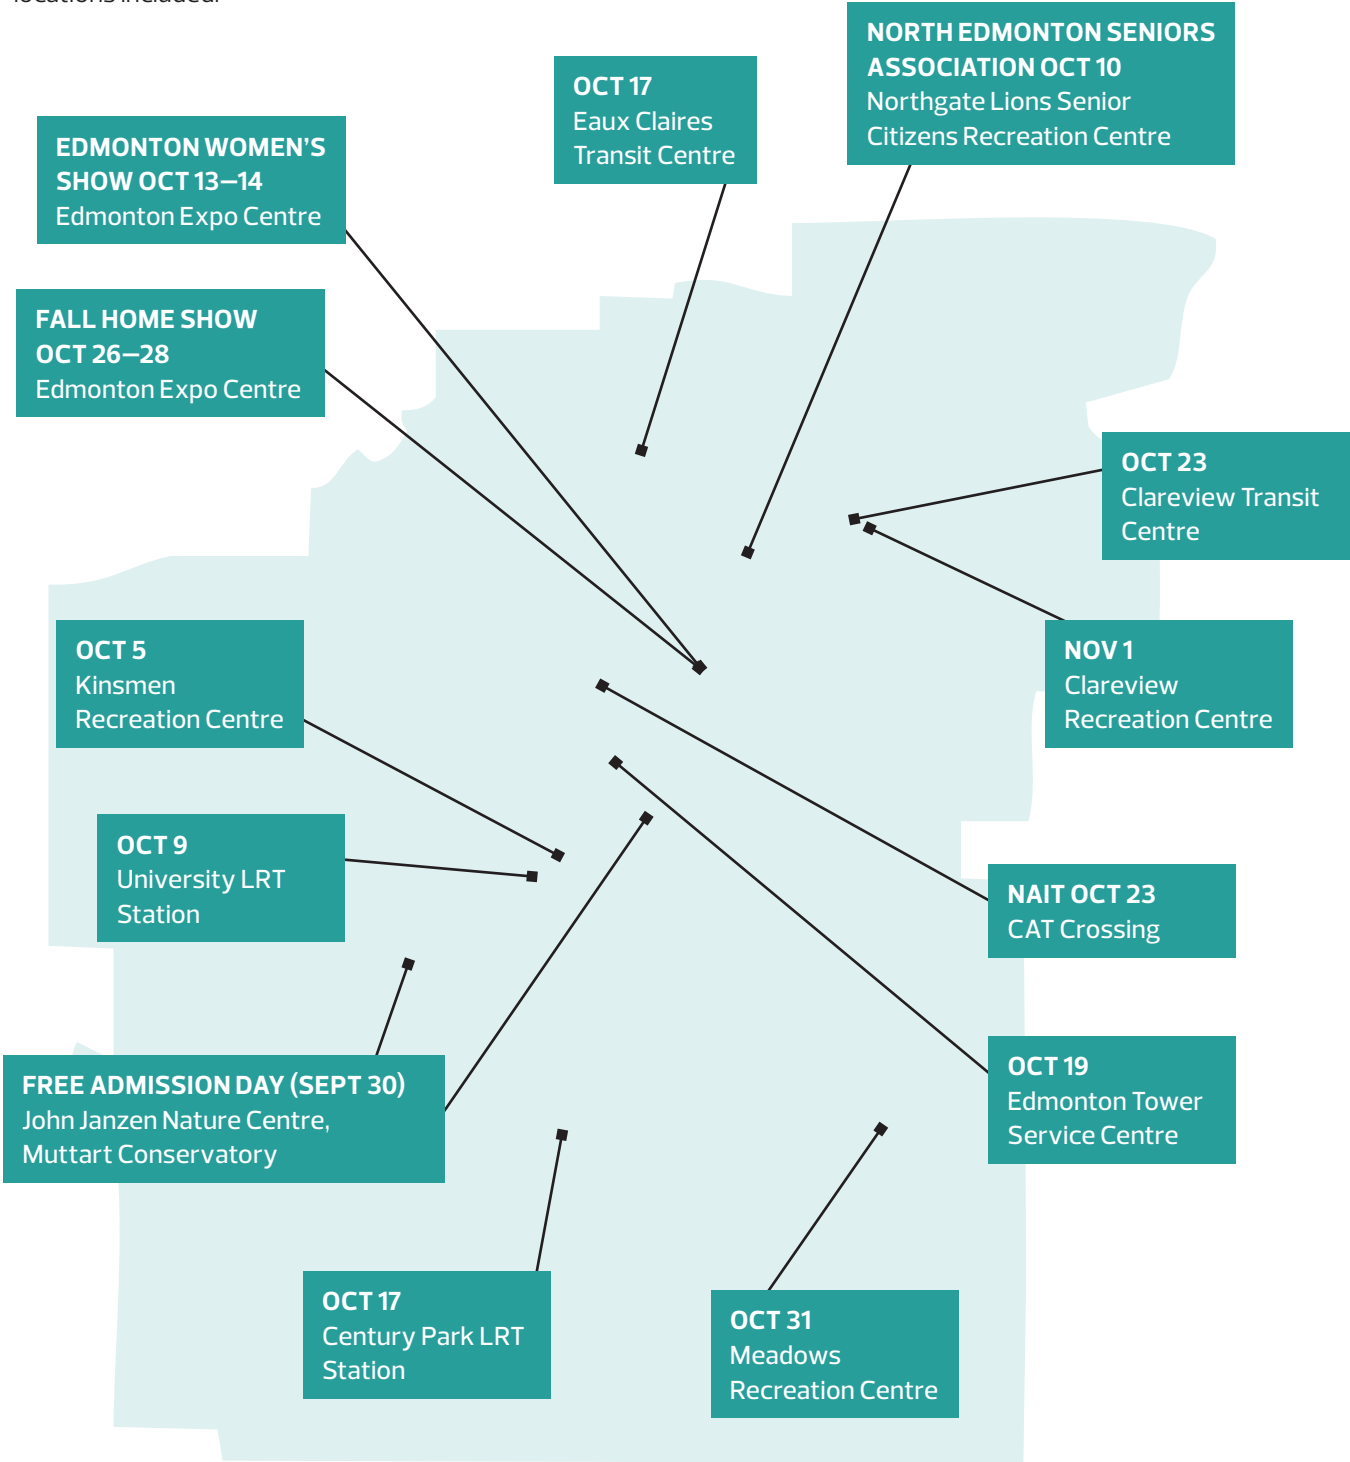 locations included.
NORTH EDMONTON SENIORS
ASSOCIATION OCT 10
Northgate Lions Senior
Citizens Recreation Centre
OCT 17
Eaux Claires
Transit Centre
EDMONTON WOMEN’S
SHOW OCT 13–14
Edmonton Expo Centre
FALL HOME SHOW
OCT 26–28
Edmonton Expo Centre
OCT 23
Clareview Transit
Centre
OCT 5
Kinsmen
Recreation Centre
NOV 1
Clareview
Recreation Centre
OCT 9
University LRT
Station
NAIT OCT 23
CAT Crossing
FREE ADMISSION DAY (SEPT 30)
John Janzen Nature Centre,
Muttart Conservatory
OCT 19
Edmonton Tower
Service Centre
OCT 17
Century Park LRT
Station
OCT 31
Meadows
Recreation Centre